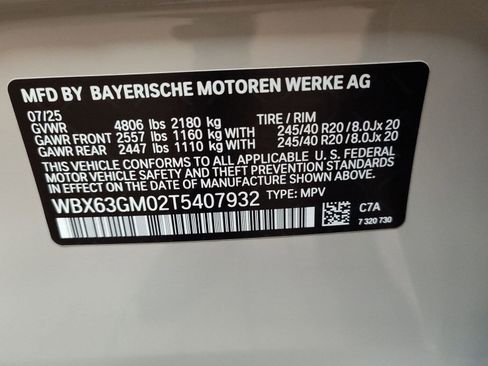 MFD BY BAYERISCHE MOTOREN WERKE AG
07/25 TIRE / RIM
GVWR 4806 lbs 2180 kg
GAWR FRONT 2557 lbs 1160 kg WITH 245/40 R20 / 8.0Jx 20
GAWR REAR 2447 lbs 1110 kg WITH 245/40 R20 / 8.0Jx 20
THIS VEHICLE CONFORMS TO ALL APPLICABLE U. S. FEDERAL
MOTOR VEHICLE SAFETY AND THEFT PREVENTION STANDARDS
IN EFFECT ON THE DATE OF MANUFACTURE SHOWN ABOVE.
WBX63GM02T5407932 TYPE: MPV
C7A
7 320 730